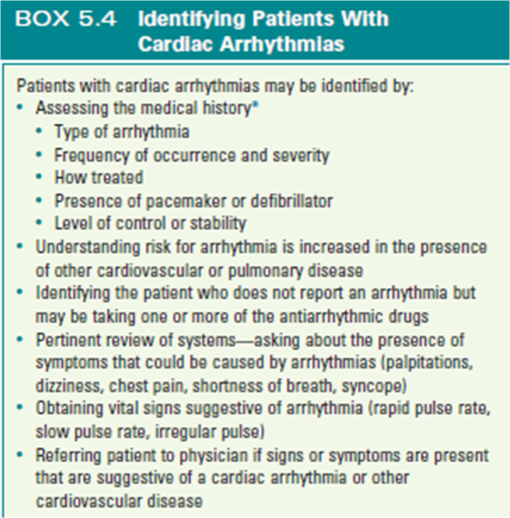 BOX 5.4 Identifying Patients With
Cardiac Arrhythmias
Patients with cardiac arrhythmias may be identified by:
• Assessing the medical history*
• Type of arrhythmia
• Frequency of occurrence and severity
• How treated
• Presence of pacemaker or defibrillator
• Level of control or stability
• Understanding risk for arrhythmia is increased in the presence
of other cardiovascular or pulmonary disease
• Identifying the patient who does not report an arrhythmia but
may be taking one or more of the antiarrhythmic drugs
• Pertinent review of systems—asking about the presence of
symptoms that could be caused by arrhythmias (palpitations,
dizziness, chest pain, shortness of breath, syncope)
• Obtaining vital signs suggestive of arrhythmia (rapid pulse rate,
slow pulse rate, irregular pulse)
• Referring patient to physician if signs or symptoms are present
that are suggestive of a cardiac arrhythmia or other
cardiovascular disease